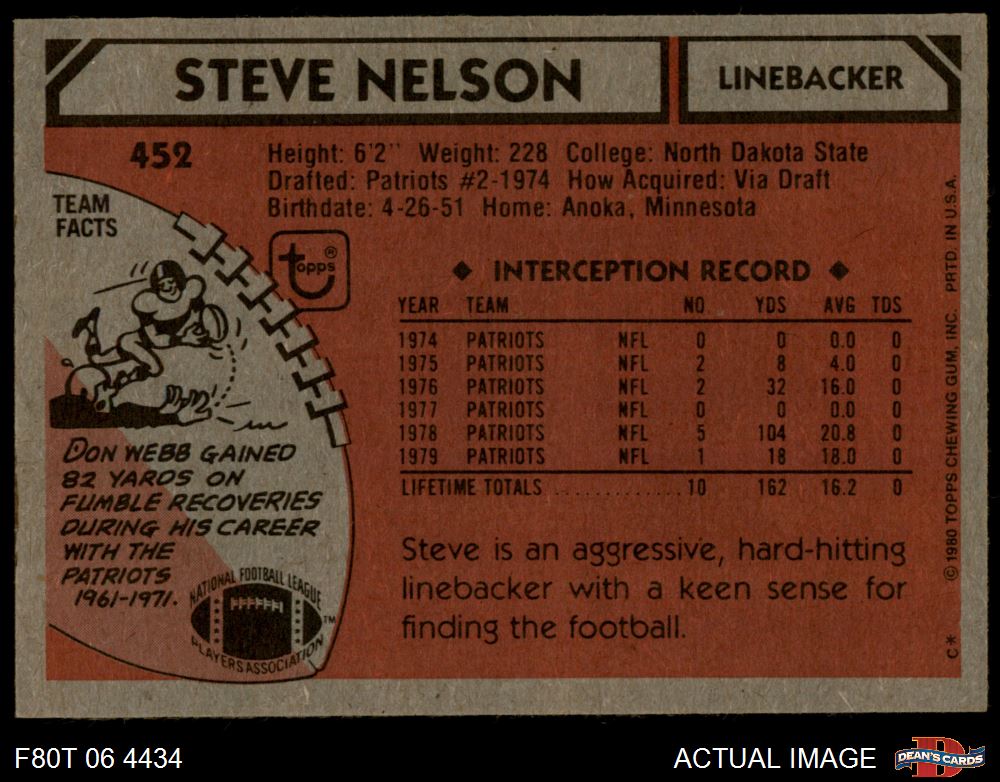 STEVE NELSON
LINEBACKER
452
Height: 6'2" Weight: 228 College: North Dakota State
Drafted: Patriots #2-1974 How Acquired: Via Draft
Birthdate: 4-26-51 Home: Anoka, Minnesota
TEAM
FACTS
topps®
◆ INTERCEPTION RECORD ◆
YEAR TEAM NO. YDS AVG TDS
1974 PATRIOTS NFL 0 0 0.0 0
1975 PATRIOTS NFL 2 8 4.0 0
1976 PATRIOTS NFL 2 32 16.0 0
1977 PATRIOTS NFL 0 0 0.0 0
1978 PATRIOTS NFL 5 104 20.8 0
1979 PATRIOTS NFL 1 18 18.0 0
LIFETIME TOTALS ............. 10 162 16.2 0
DON WEBB GAINED
82 YARDS ON
FUMBLE RECOVERIES
DURING HIS CAREER
WITH THE
PATRIOTS
1961-1971.
NATIONAL FOOTBALL LEAGUE
PLAYERS ASSOCIATION
TM
Steve is an aggressive, hard-hitting
linebacker with a keen sense for
finding the football.
C* © 1980 TOPPS CHEWING GUM, INC. PRTD. IN U.S.A.
F80T 06 4434
ACTUAL IMAGE
D
DEAN'S CARDS